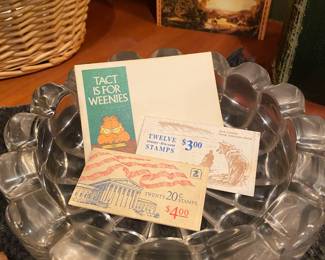 TACT
IS FOR
WEENIES
TWELVE
STAMPS
$3.00
TWENTY 20¢ STAMPS
$4.00